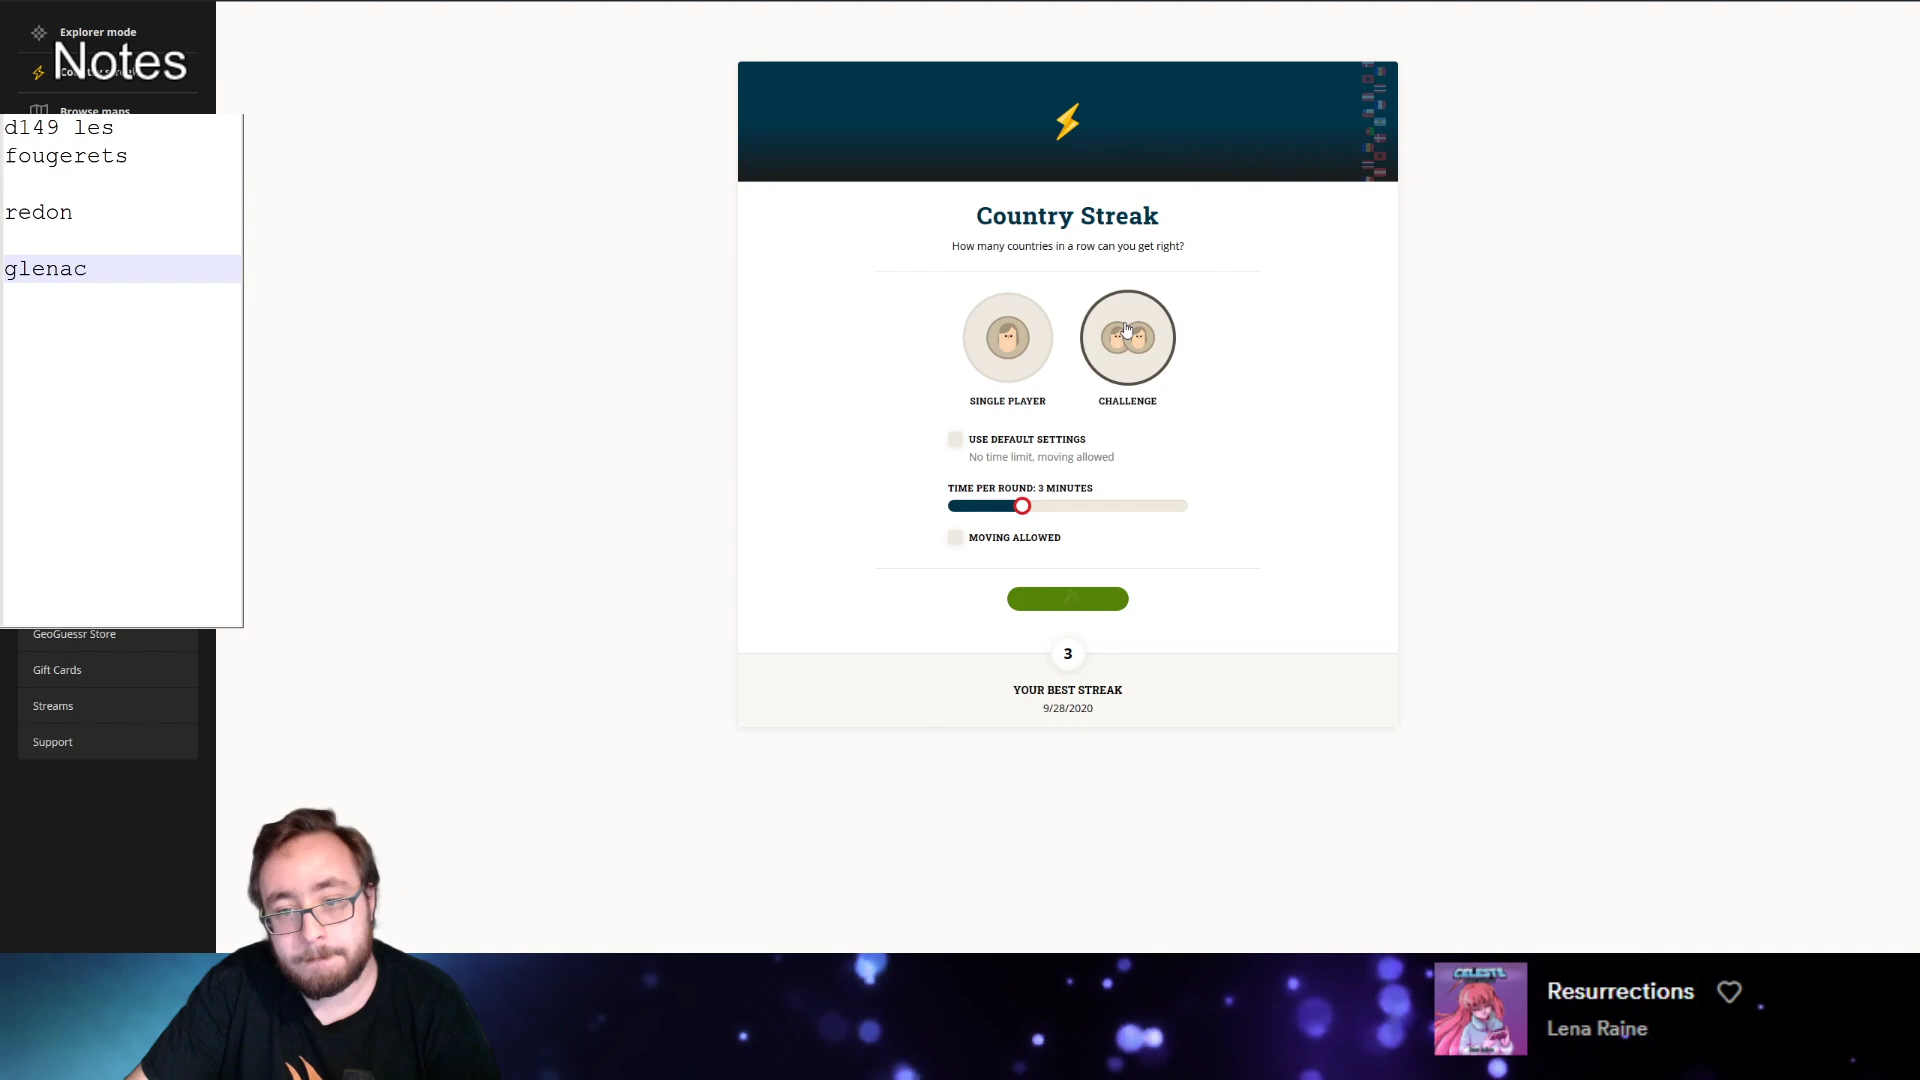 Explorer mode
Notes
Browse maps
d149 les
fougerets
redon
glenac
GeoGuessr Store
Gift Cards
Streams
Support
Country Streak
How many countries in a row can you get right?
SINGLE PLAYER
CHALLENGE
USE DEFAULT SETTINGS
No time limit, moving allowed
TIME PER ROUND: 3 MINUTES
MOVING ALLOWED
3
YOUR BEST STREAK
9/28/2020
CELESTE
Resurrections
Lena Raine